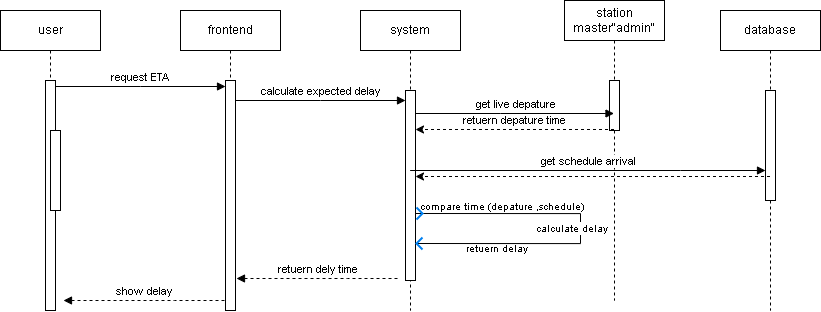 user
frontend
system
station
master"admin"
database
request ETA
calculate expected delay
get live depature
retuern depature time
get schedule arrival
compare time (depature ,schedule)
calculate delay
retuern delay
retuern dely time
show delay